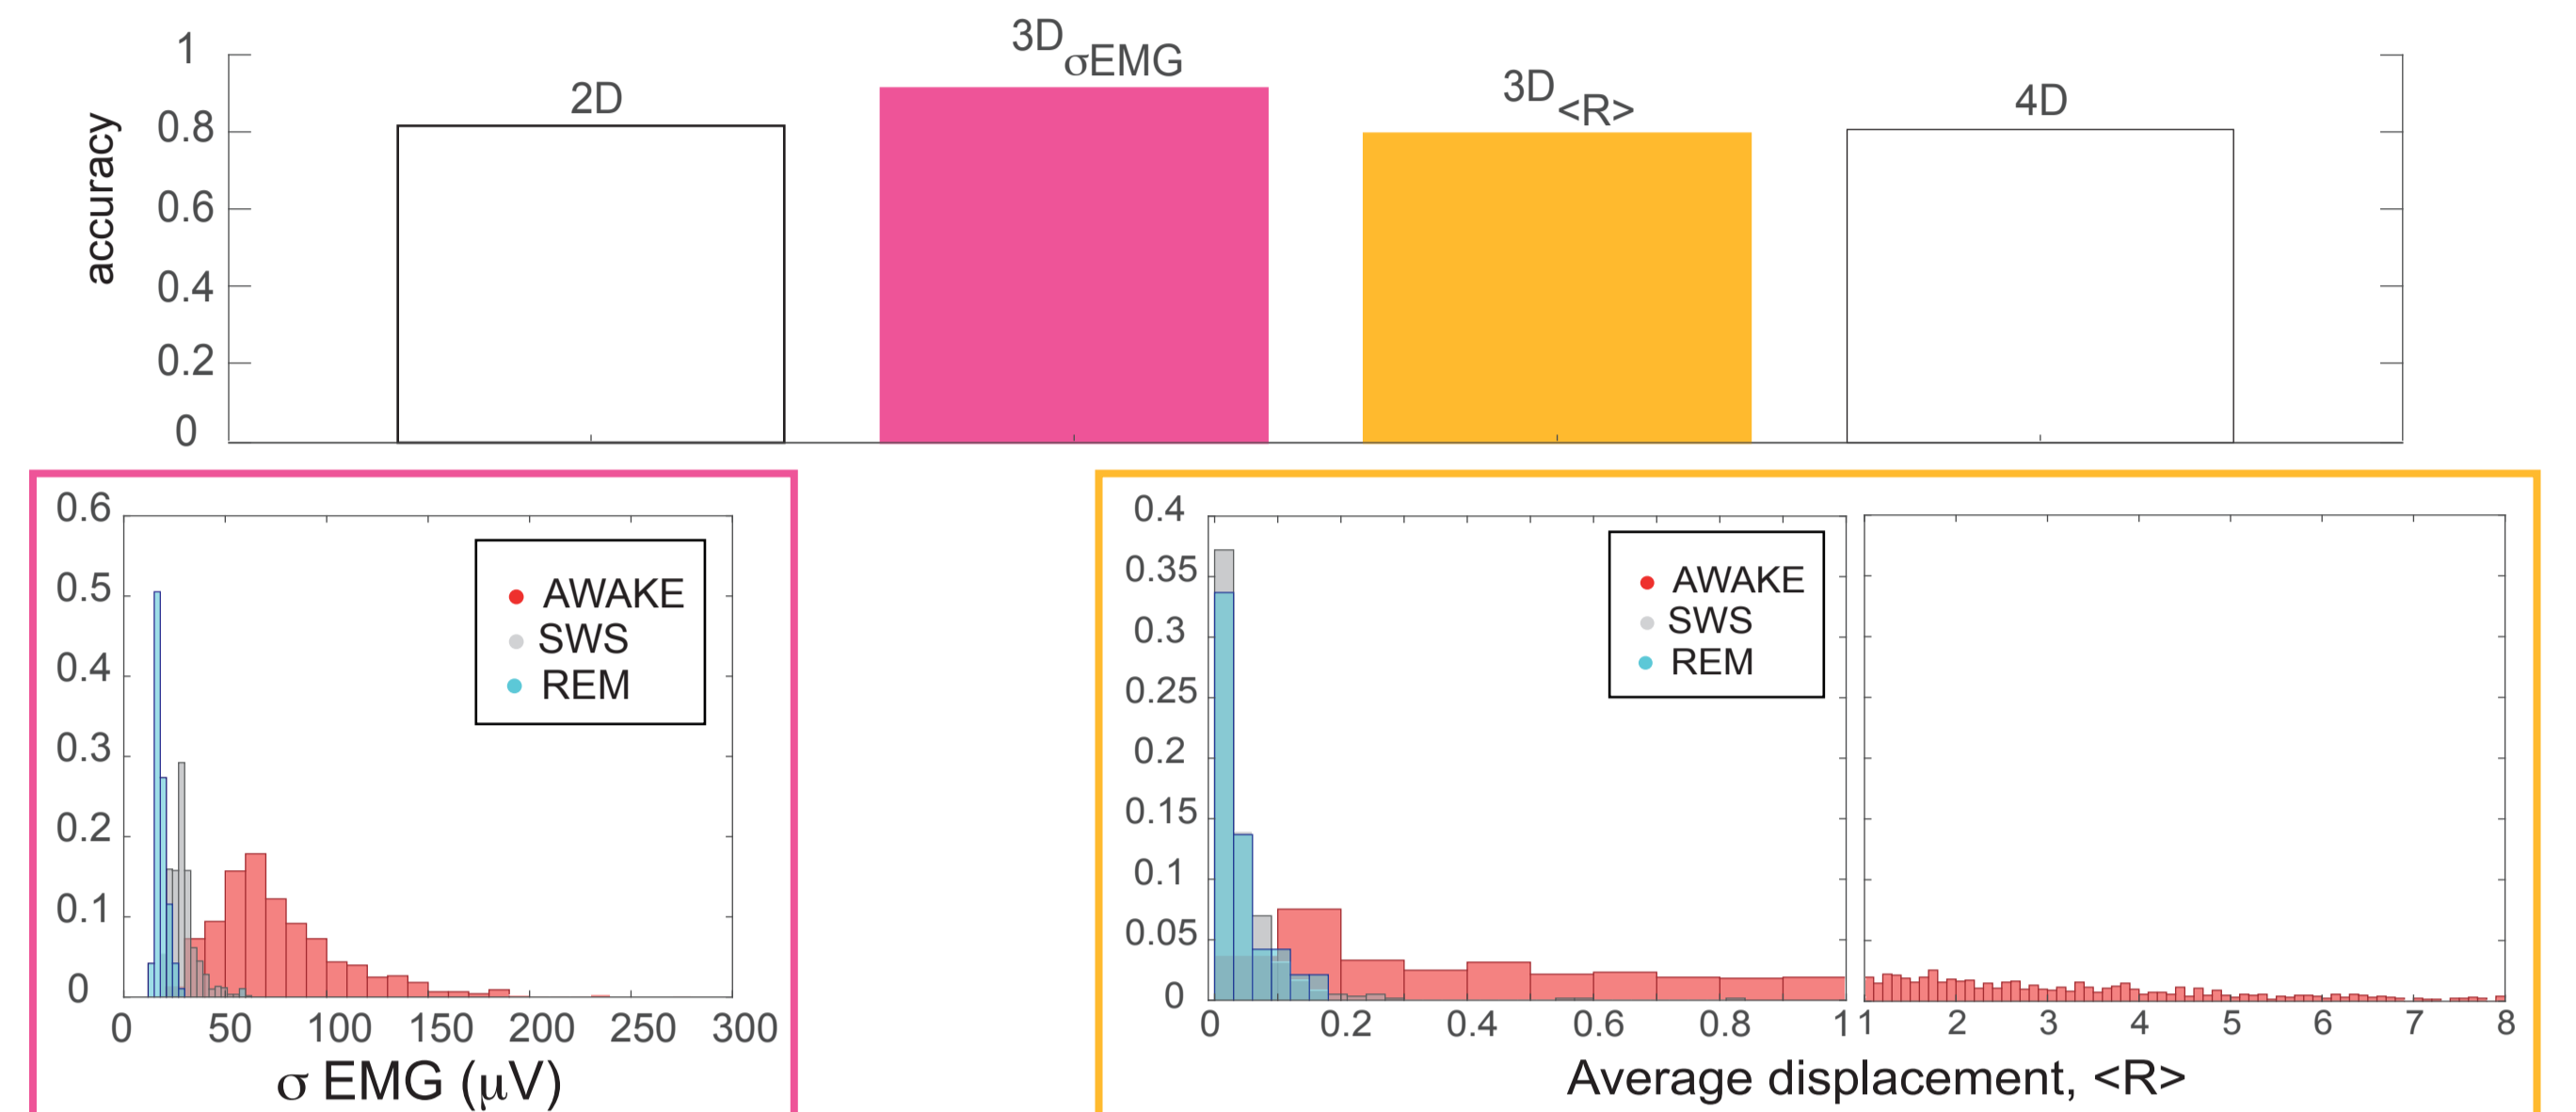 accuracy
1
0.8
0.6
0.4
0.2
0
2D
3D σEMG
3D <R>
4D
0.6
0.5
0.4
0.3
0.2
0.1
0
AWAKE
SWS
REM
0 50 100 150 200 250 300
σ EMG (μV)
0.4
0.35
0.3
0.25
0.2
0.15
0.1
0.05
0
AWAKE
SWS
REM
0 0.2 0.4 0.6 0.8 1 1 2 3 4 5 6 7 8
Average displacement, <R>